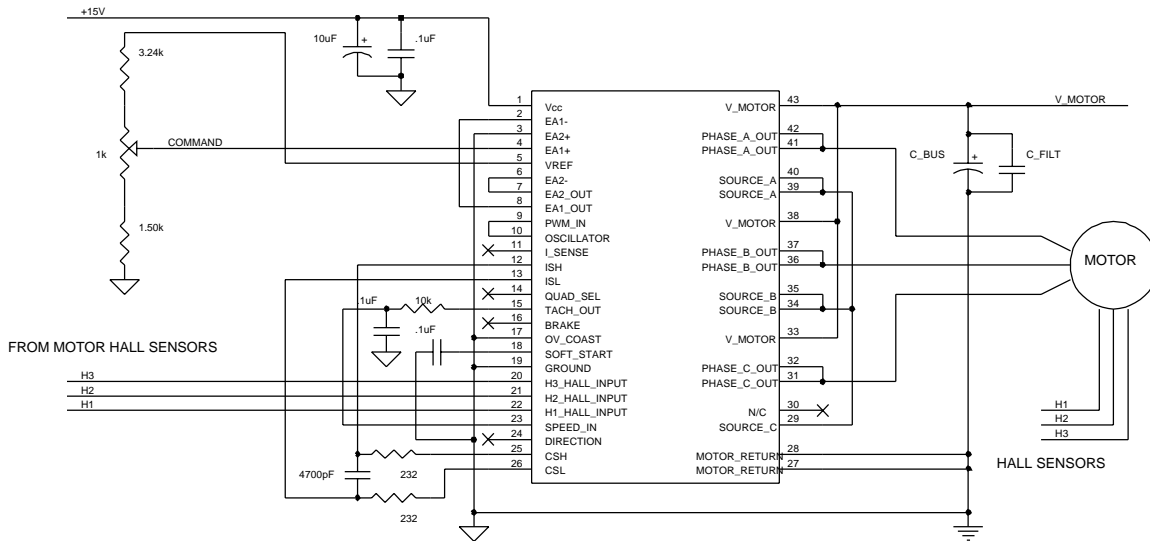 +15V
10uF
+
.1uF
3.24k
1k
COMMAND
1.50k
1 Vcc
2 EA1-
3 EA2+
4 EA1+
5 VREF
6 EA2-
7 EA2_OUT
8 EA1_OUT
9 PWM_IN
10 OSCILLATOR
11 I_SENSE
12 ISH
13 ISL
14 QUAD_SEL
15 TACH_OUT
16 BRAKE
17 OV_COAST
18 SOFT_START
19 GROUND
20 H3_HALL_INPUT
21 H2_HALL_INPUT
22 H1_HALL_INPUT
23 SPEED_IN
24 DIRECTION
25 CSH
26 CSL
.1uF
10k
.1uF
FROM MOTOR HALL SENSORS
H3
H2
H1
4700pF
232
232
V_MOTOR 43
PHASE_A_OUT 42
PHASE_A_OUT 41
SOURCE_A 40
SOURCE_A 39
V_MOTOR 38
PHASE_B_OUT 37
PHASE_B_OUT 36
SOURCE_B 35
SOURCE_B 34
V_MOTOR 33
PHASE_C_OUT 32
PHASE_C_OUT 31
N/C 30
SOURCE_C 29
MOTOR_RETURN 28
MOTOR_RETURN 27
V_MOTOR
C_BUS
+
C_FILT
MOTOR
H1
H2
H3
HALL SENSORS